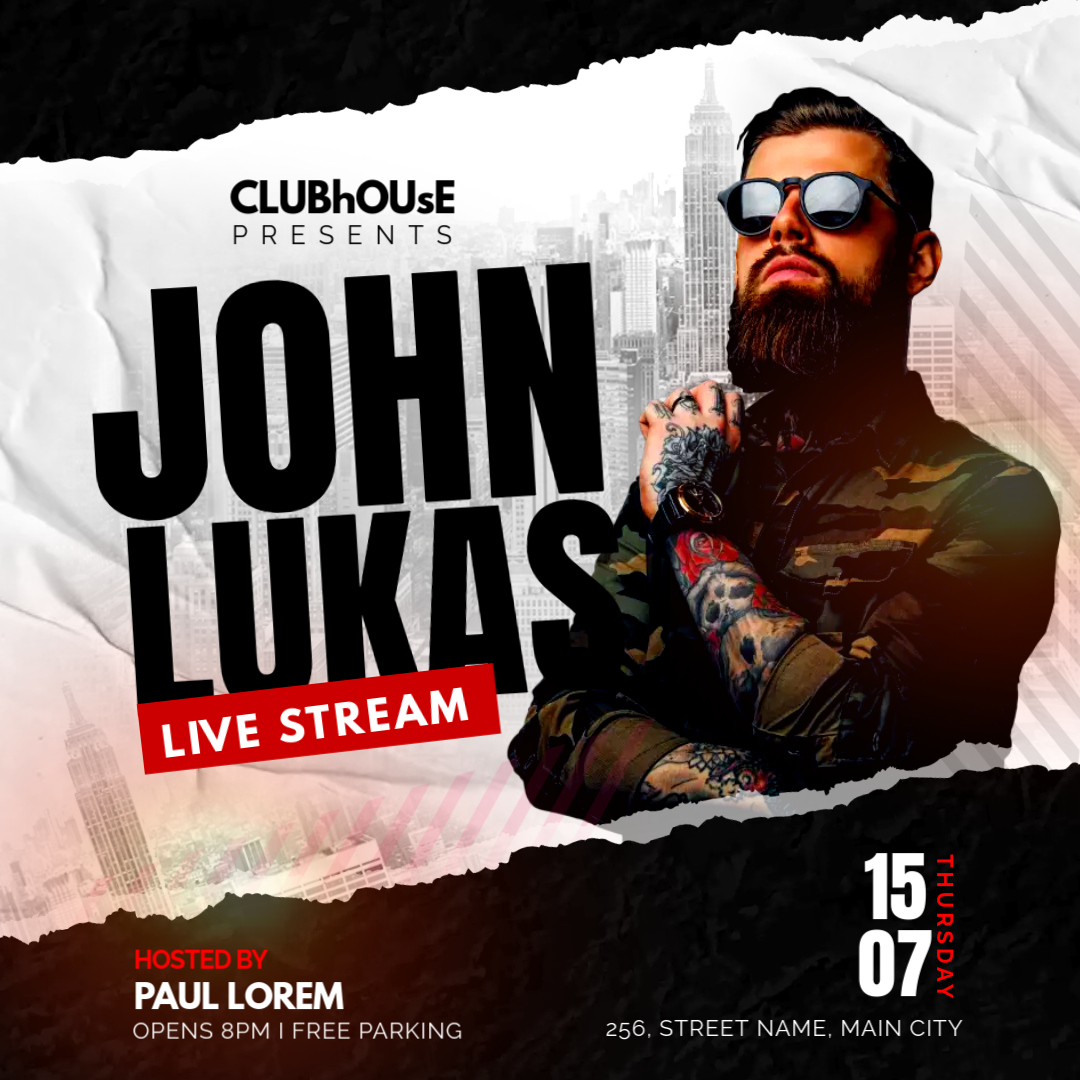 CLUBhOUsE
PRESENTS
JOHN
LUKAS
LIVE STREAM
HOSTED BY
PAUL LOREM
OPENS 8PM I FREE PARKING
15
07
THURSDAY
256, STREET NAME, MAIN CITY